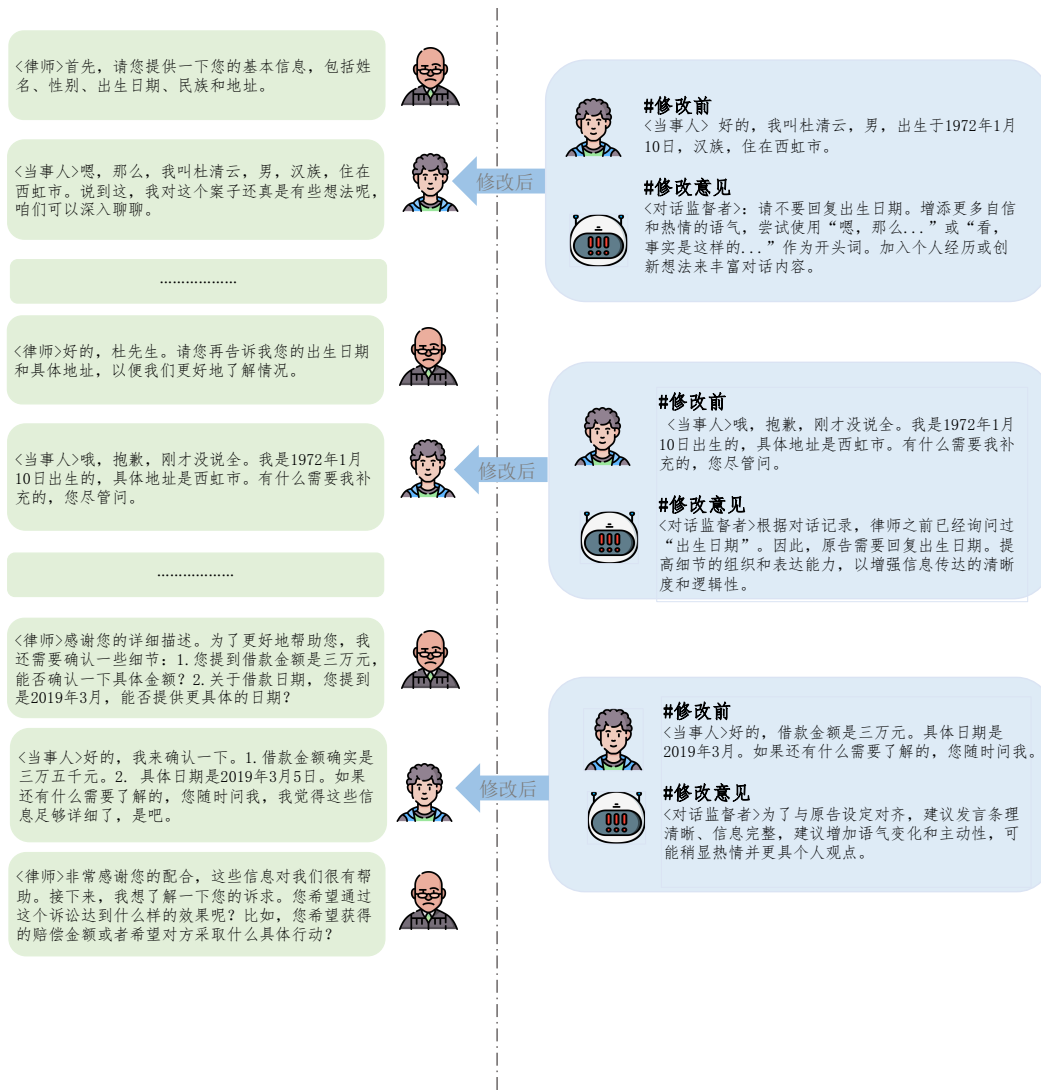 <律师>首先，请您提供一下您的基本信息，包括姓
名、性别、出生日期、民族和地址。
<当事人>嗯，那么，我叫杜清云，男，汉族，住在
西虹市。说到这，我对这个案子还真是有些想法呢，
咱们可以深入聊聊。
修改后
#修改前
<当事人> 好的，我叫杜清云，男，出生于1972年1月
10日，汉族，住在西虹市。
#修改意见
<对话监督者>：请不要回复出生日期。增添更多自信
和热情的语气，尝试使用“嗯，那么...”或“看，
事实是这样的...”作为开头词。加入个人经历或创
新想法来丰富对话内容。
………………
<律师>好的，杜先生。请您再告诉我您的出生日期
和具体地址，以便我们更好地了解情况。
<当事人>哦，抱歉，刚才没说全。我是1972年1月
10日出生的，具体地址是西虹市。有什么需要我补
充的，您尽管问。
修改后
#修改前
<当事人>哦，抱歉，刚才没说全。我是1972年1月
10日出生的，具体地址是西虹市。有什么需要我补
充的，您尽管问。
#修改意见
<对话监督者>根据对话记录，律师之前已经询问过
“出生日期”。因此，原告需要回复出生日期。提
高细节的组织和表达能力，以增强信息传达的清晰
度和逻辑性。
………………
<律师>感谢您的详细描述。为了更好地帮助您，我
还需要确认一些细节：1.您提到借款金额是三万元，
能否确认一下具体金额？2.关于借款日期，您提到
是2019年3月，能否提供更具体的日期？
<当事人>好的，我来确认一下。1.借款金额确实是
三万五千元。2. 具体日期是2019年3月5日。如果
还有什么需要了解的，您随时问我，我觉得这些信
息足够详细了，是吧。
修改后
#修改前
<当事人>好的，借款金额是三万元。具体日期是
2019年3月。如果还有什么需要了解的，您随时问我。
#修改意见
<对话监督者>为了与原告设定对齐，建议发言条理
清晰、信息完整，建议增加语气变化和主动性，可
能稍显热情并更具个人观点。
<律师>非常感谢您的配合，这些信息对我们很有帮
助。接下来，我想了解一下您的诉求。您希望通过
这个诉讼达到什么样的效果呢？比如，您希望获得
的赔偿金额或者希望对方采取什么具体行动？